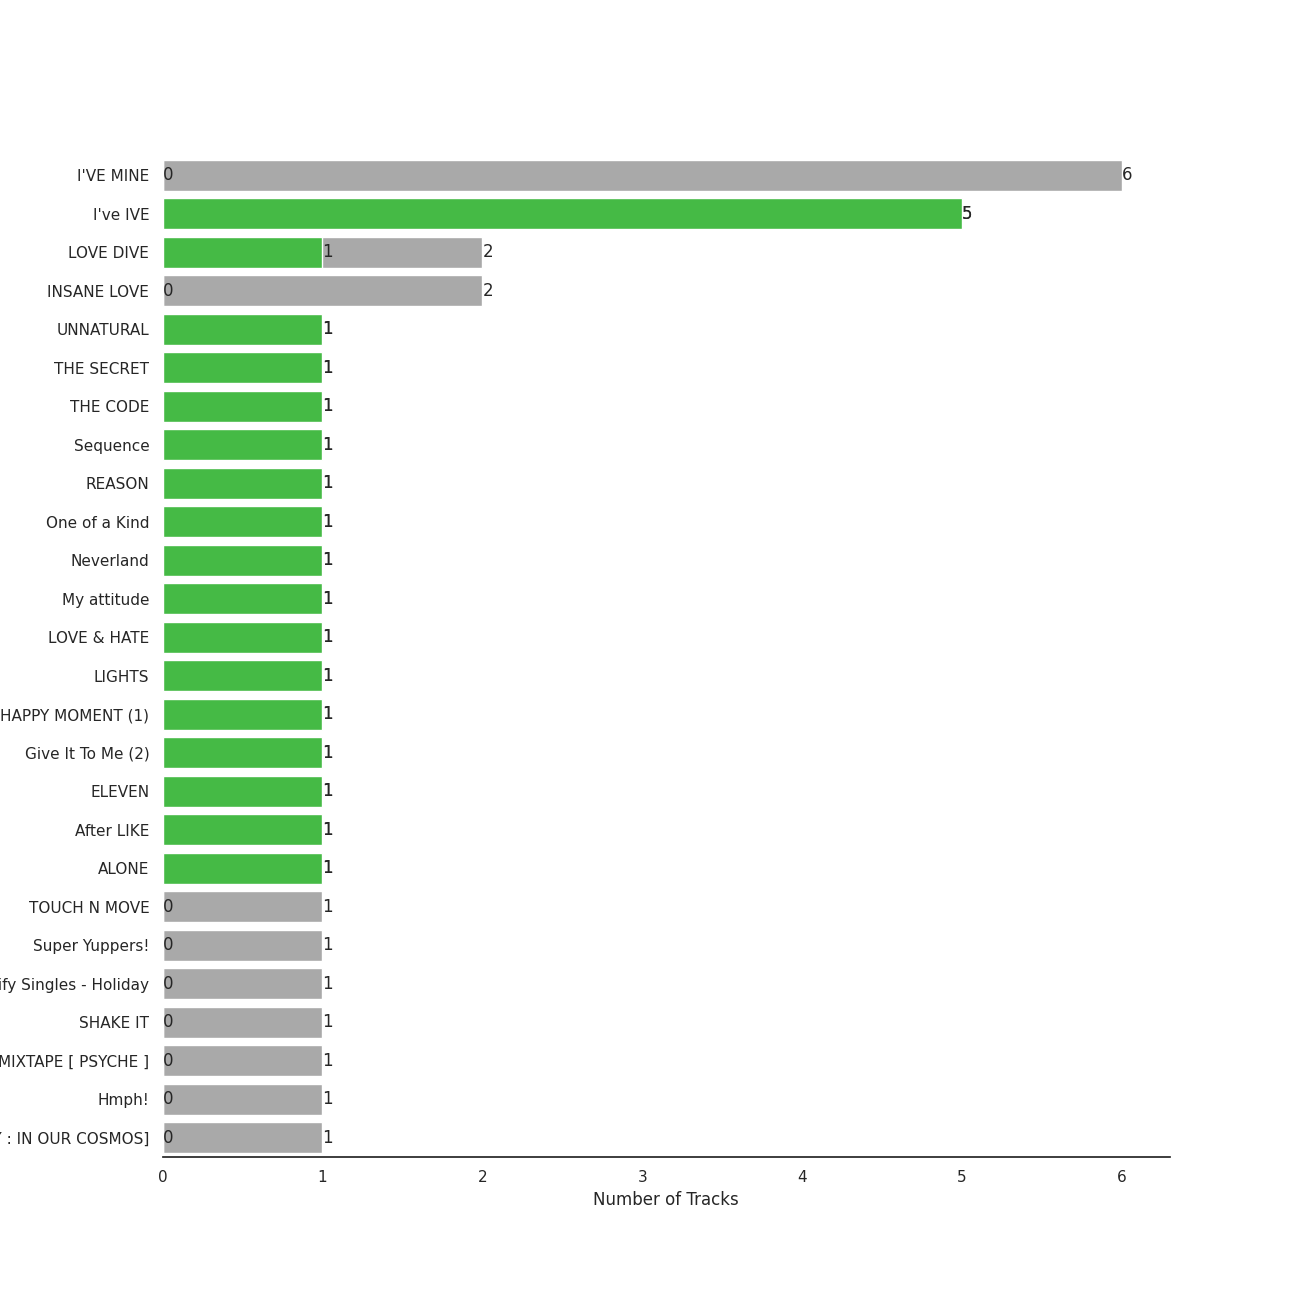 I'VE MINE 0 6
I've IVE 5
LOVE DIVE 1 2
INSANE LOVE 0 2
UNNATURAL 1
THE SECRET 1
THE CODE 1
Sequence 1
REASON 1
One of a Kind 1
Neverland 1
My attitude 1
LOVE & HATE 1
LIGHTS 1
HAPPY MOMENT (1) 1
Give It To Me (2) 1
ELEVEN 1
After LIKE 1
ALONE 1
TOUCH N MOVE 0 1
Super Yuppers! 0 1
ify Singles - Holiday 0 1
SHAKE IT 0 1
MIXTAPE [ PSYCHE ] 0 1
Hmph! 0 1
: IN OUR COSMOS] 0 1
0 1 2 3 4 5 6
Number of Tracks